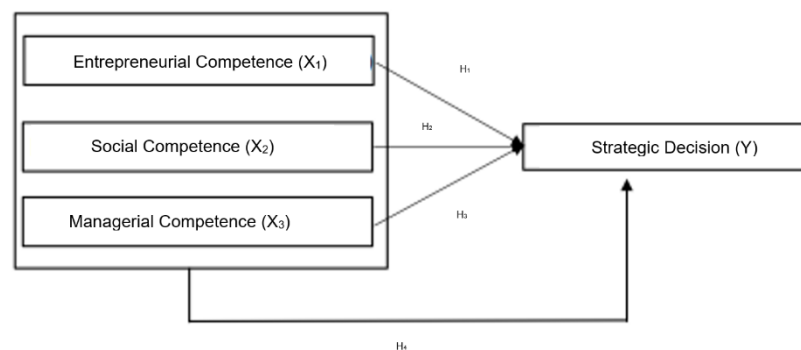 Entrepreneurial Competence (X₁)
H₁
H₂
Social Competence (X₂)
Strategic Decision (Y)
Managerial Competence (X₃)
H₃
H₄